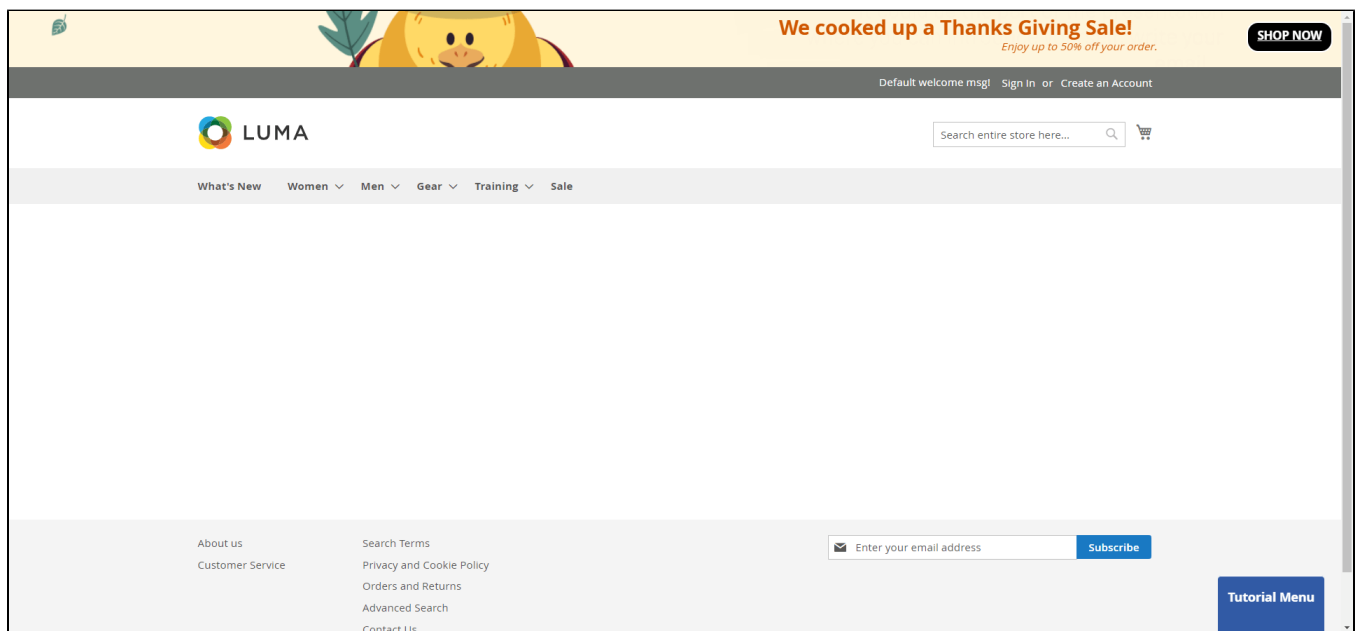 We cooked up a Thanks Giving Sale!
Enjoy up to 50% off your order.
SHOP NOW
Default welcome msg! Sign In or Create an Account
LUMA
Search entire store here...
What's New Women Men Gear Training Sale
About us
Customer Service
Search Terms
Privacy and Cookie Policy
Orders and Returns
Advanced Search
Contact Us
Enter your email address
Subscribe
Tutorial Menu